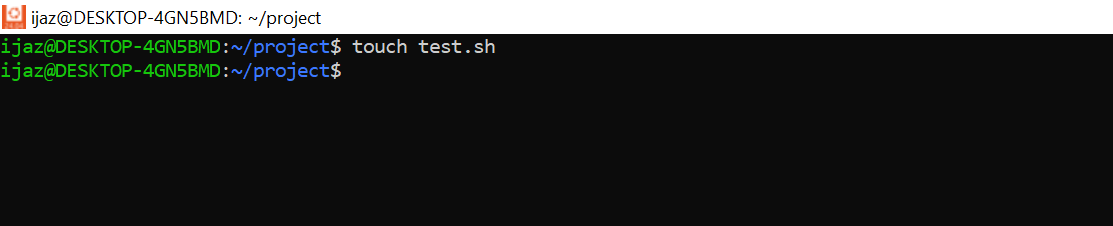 ijaz@DESKTOP-4GN5BMD: ~/project
ijaz@DESKTOP-4GN5BMD:~/project$ touch test.sh
ijaz@DESKTOP-4GN5BMD:~/project$